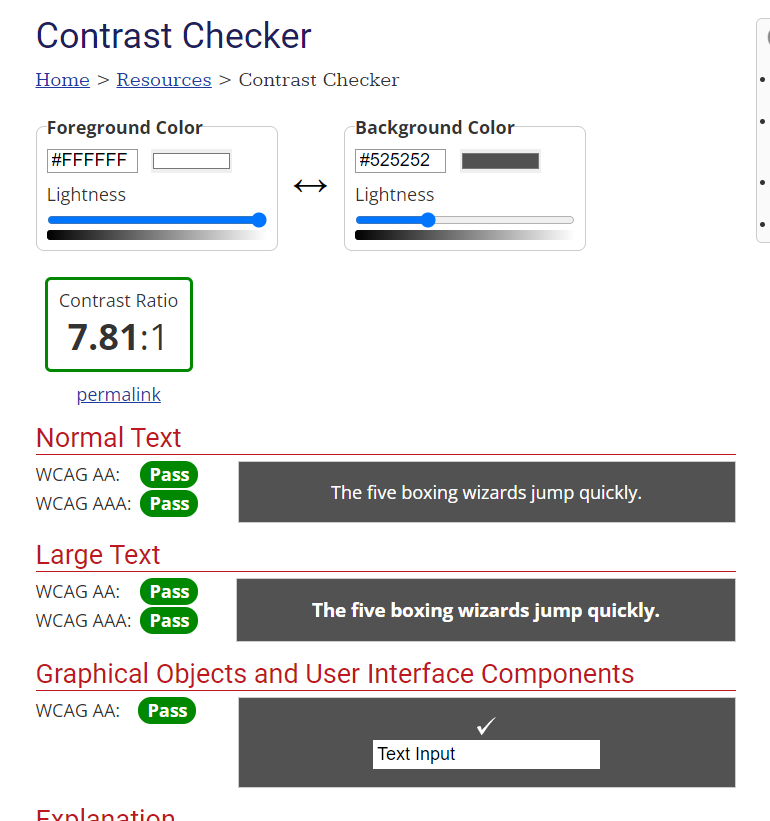 Contrast Checker
Home > Resources > Contrast Checker
Foreground Color
#FFFFFF
Lightness
Background Color
#525252
Lightness
Contrast Ratio
7.81:1
permalink
Normal Text
WCAG AA: Pass
WCAG AAA: Pass
The five boxing wizards jump quickly.
Large Text
WCAG AA: Pass
WCAG AAA: Pass
The five boxing wizards jump quickly.
Graphical Objects and User Interface Components
WCAG AA: Pass
✓
Text Input
Explanation